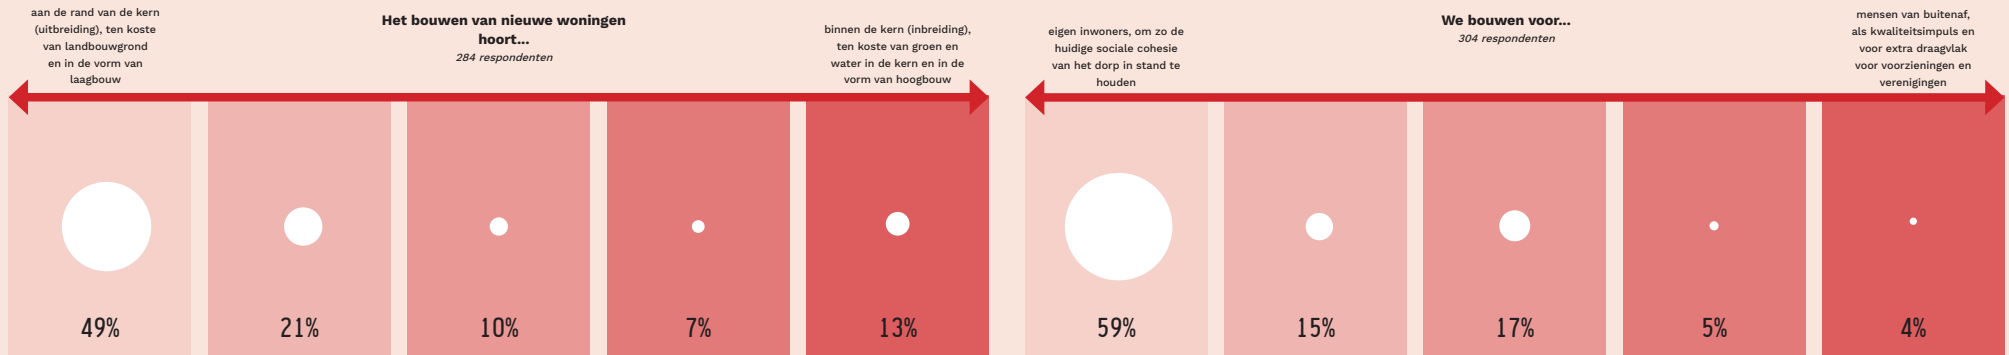 aan de rand van de kern
(uitbreiding), ten koste
van landbouwgrond
en in de vorm van
laagbouw
Het bouwen van nieuwe woningen
hoort...
284 respondenten
binnen de kern (inbreiding),
ten koste van groen en
water in de kern en in de
vorm van hoogbouw
49%
21%
10%
7%
13%
eigen inwoners, om zo de
huidige sociale cohesie
van het dorp in stand te
houden
We bouwen voor...
304 respondenten
mensen van buitenaf,
als kwaliteitsimpuls en
voor extra draagvlak
voor voorzieningen en
verenigingen
59%
15%
17%
5%
4%